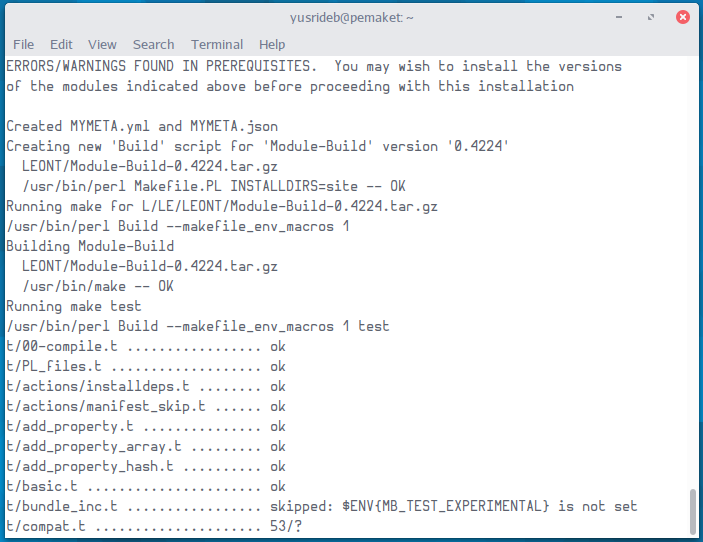 yusrideb@pemaket: ~
File Edit View Search Terminal Help
ERRORS/WARNINGS FOUND IN PREREQUISITES.  You may wish to install the versions
of the modules indicated above before proceeding with this installation

Created MYMETA.yml and MYMETA.json
Creating new 'Build' script for 'Module-Build' version '0.4224'
  LEONT/Module-Build-0.4224.tar.gz
  /usr/bin/perl Makefile.PL INSTALLDIRS=site -- OK
Running make for L/LE/LEONT/Module-Build-0.4224.tar.gz
/usr/bin/perl Build --makefile_env_macros 1
Building Module-Build
  LEONT/Module-Build-0.4224.tar.gz
  /usr/bin/make -- OK
Running make test
/usr/bin/perl Build --makefile_env_macros 1 test
t/00-compile.t ................. ok
t/PL_files.t ................... ok
t/actions/installdeps.t ........ ok
t/actions/manifest_skip.t ...... ok
t/add_property.t ............... ok
t/add_property_array.t ......... ok
t/add_property_hash.t .......... ok
t/basic.t ...................... ok
t/bundle_inc.t ................. skipped: $ENV{MB_TEST_EXPERIMENTAL} is not set
t/compat.t ..................... 53/?